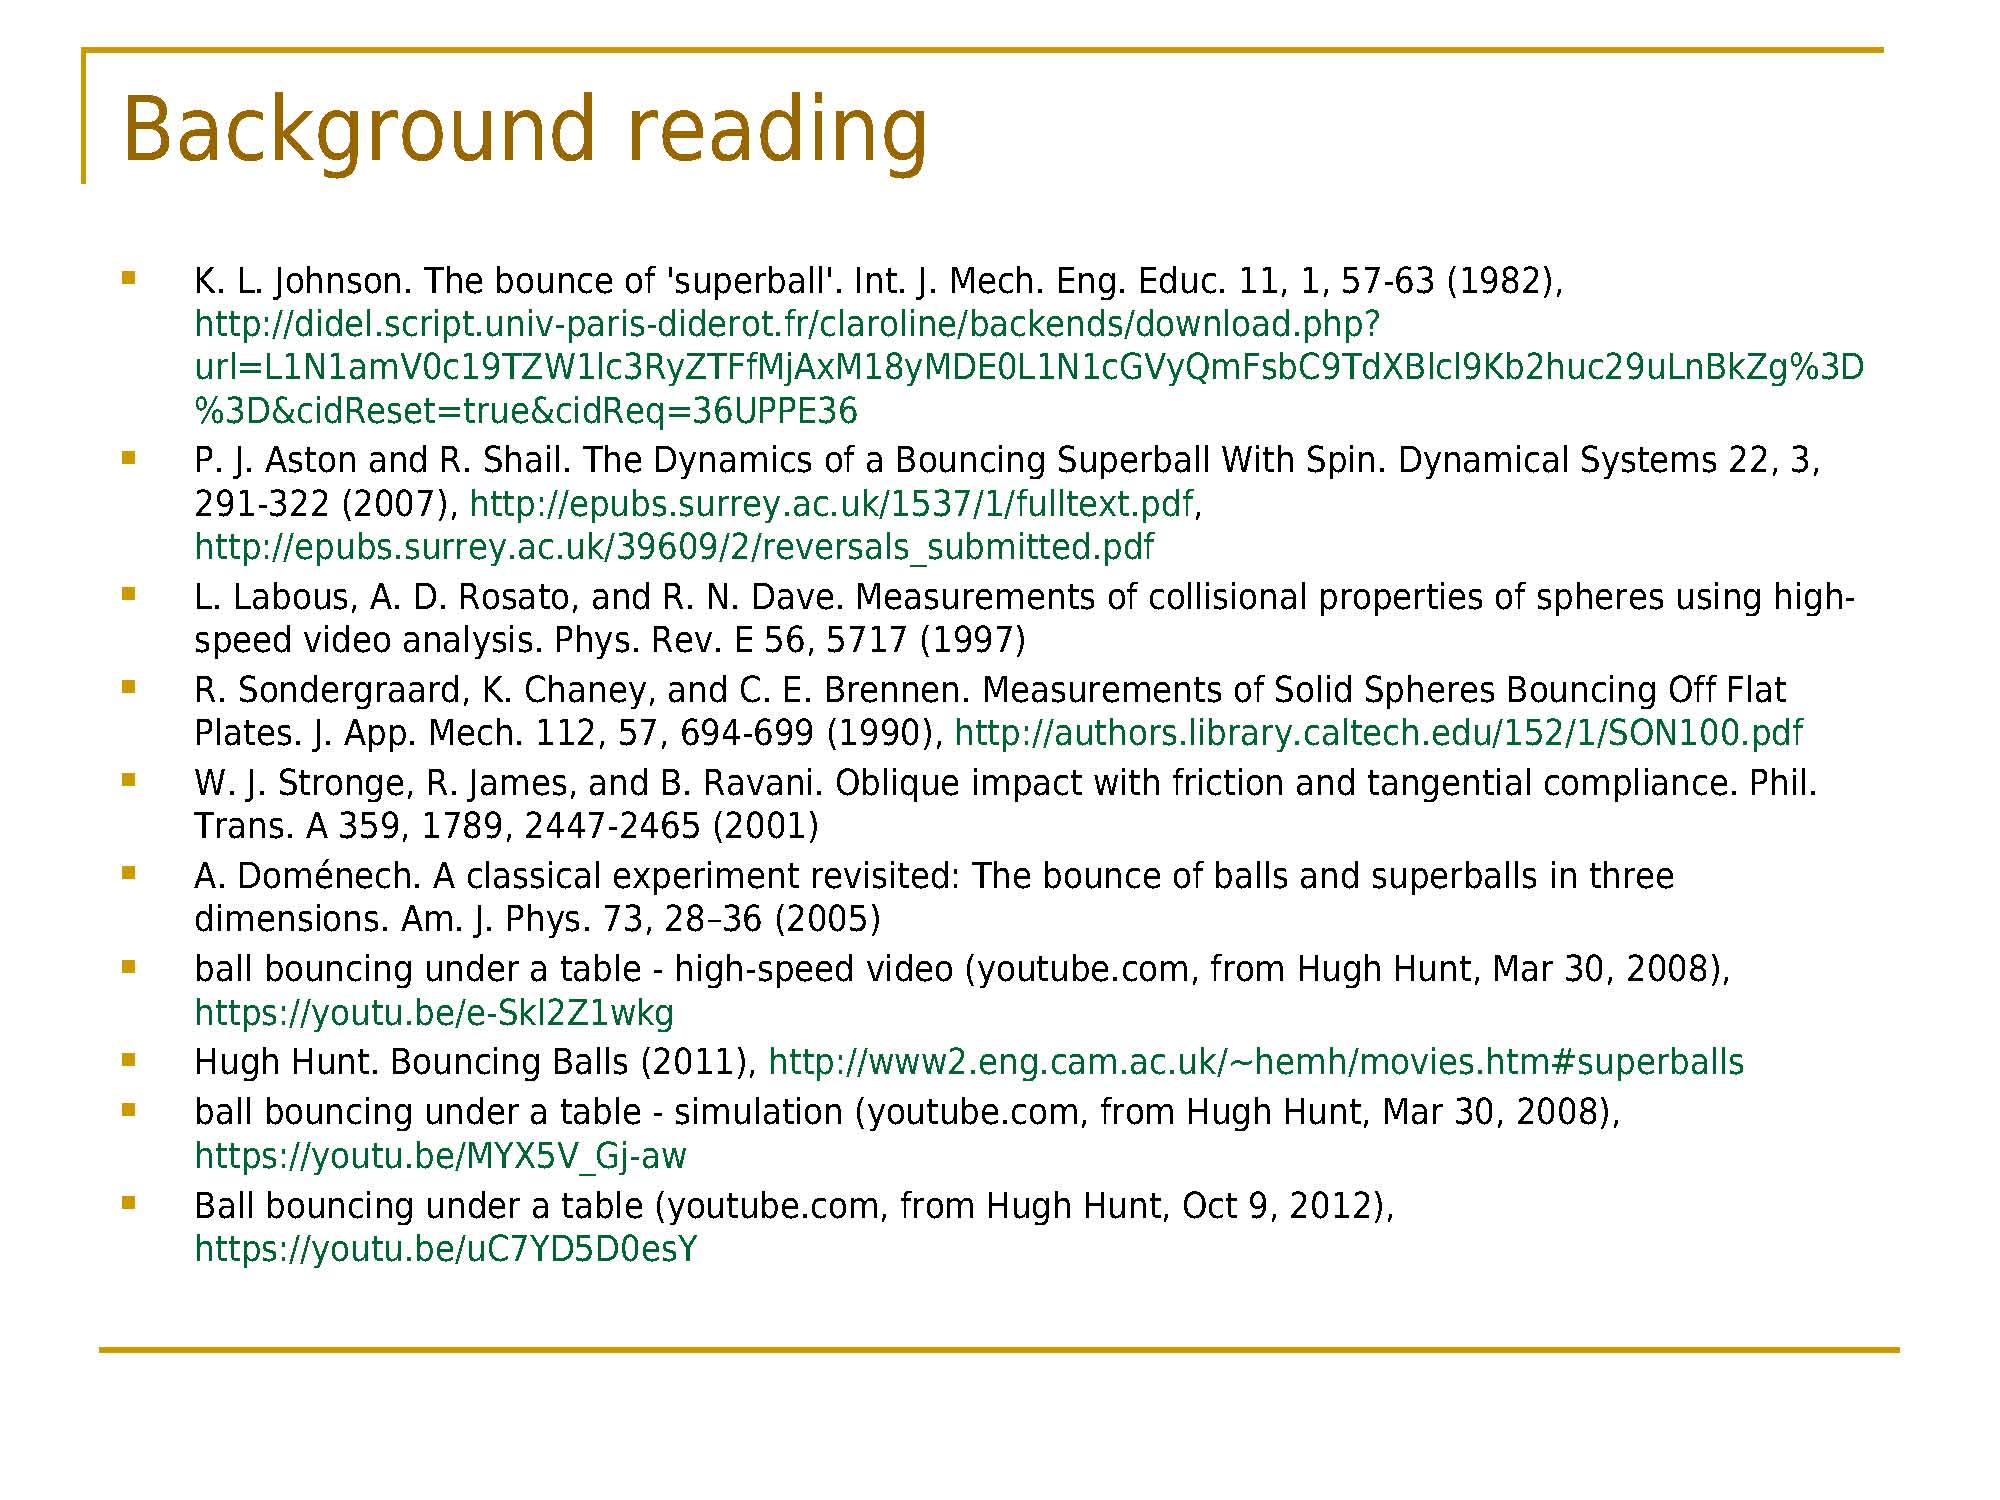 Background reading
K. L. Johnson. The bounce of 'superball'. Int. J. Mech. Eng. Educ. 11, 1, 57-63 (1982),
http://didel.script.univ-paris-diderot.fr/claroline/backends/download.php?
url=L1N1amV0c19TZW1lc3RyZTFfMjAxM18yMDE0L1N1cGVyQmFsbC9TdXBlcl9Kb2huc29uLnBkZg%3D
%3D&cidReset=true&cidReq=36UPPE36
P. J. Aston and R. Shail. The Dynamics of a Bouncing Superball With Spin. Dynamical Systems 22, 3,
291-322 (2007), http://epubs.surrey.ac.uk/1537/1/fulltext.pdf,
http://epubs.surrey.ac.uk/39609/2/reversals_submitted.pdf
L. Labous, A. D. Rosato, and R. N. Dave. Measurements of collisional properties of spheres using high-
speed video analysis. Phys. Rev. E 56, 5717 (1997)
R. Sondergraard, K. Chaney, and C. E. Brennen. Measurements of Solid Spheres Bouncing Off Flat
Plates. J. App. Mech. 112, 57, 694-699 (1990), http://authors.library.caltech.edu/152/1/SON100.pdf
W. J. Stronge, R. James, and B. Ravani. Oblique impact with friction and tangential compliance. Phil.
Trans. A 359, 1789, 2447-2465 (2001)
A. Doménech. A classical experiment revisited: The bounce of balls and superballs in three
dimensions. Am. J. Phys. 73, 28–36 (2005)
ball bouncing under a table - high-speed video (youtube.com, from Hugh Hunt, Mar 30, 2008),
https://youtu.be/e-Skl2Z1wkg
Hugh Hunt. Bouncing Balls (2011), http://www2.eng.cam.ac.uk/~hemh/movies.htm#superballs
ball bouncing under a table - simulation (youtube.com, from Hugh Hunt, Mar 30, 2008),
https://youtu.be/MYX5V_Gj-aw
Ball bouncing under a table (youtube.com, from Hugh Hunt, Oct 9, 2012),
https://youtu.be/uC7YD5D0esY